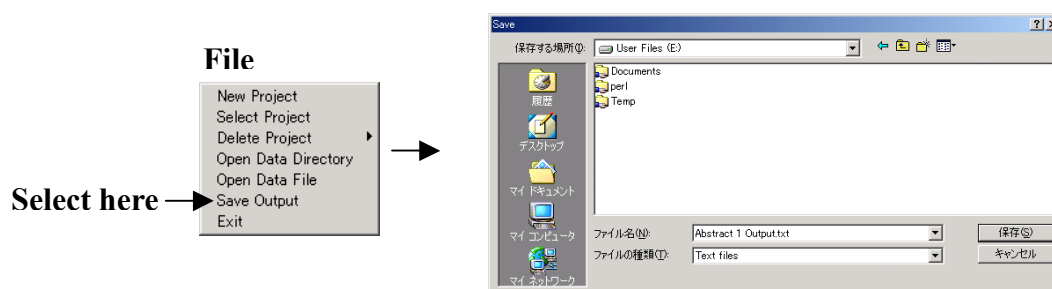 File
New Project
Select Project
Delete Project
Open Data Directory
Open Data File
Save Output
Exit
Select here
Save
保存する場所(I):
User Files (E:)
Documents
perl
Temp
履歴
デスクトップ
マイ ドキュメント
マイ コンピュータ
マイ ネットワーク
ファイル名(N):
Abstract 1 Output.txt
保存(S)
ファイルの種類(T):
Text files
キャンセル